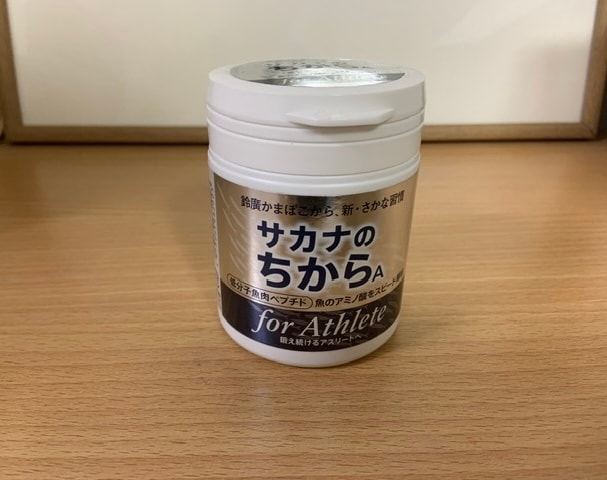 鈴廣かまぼこから、新・さかな習慣
サカナの
ちからA
低分子魚肉ペプチド 魚のアミノ酸をスピード
for Athlete
鍛え続けるアスリートへ